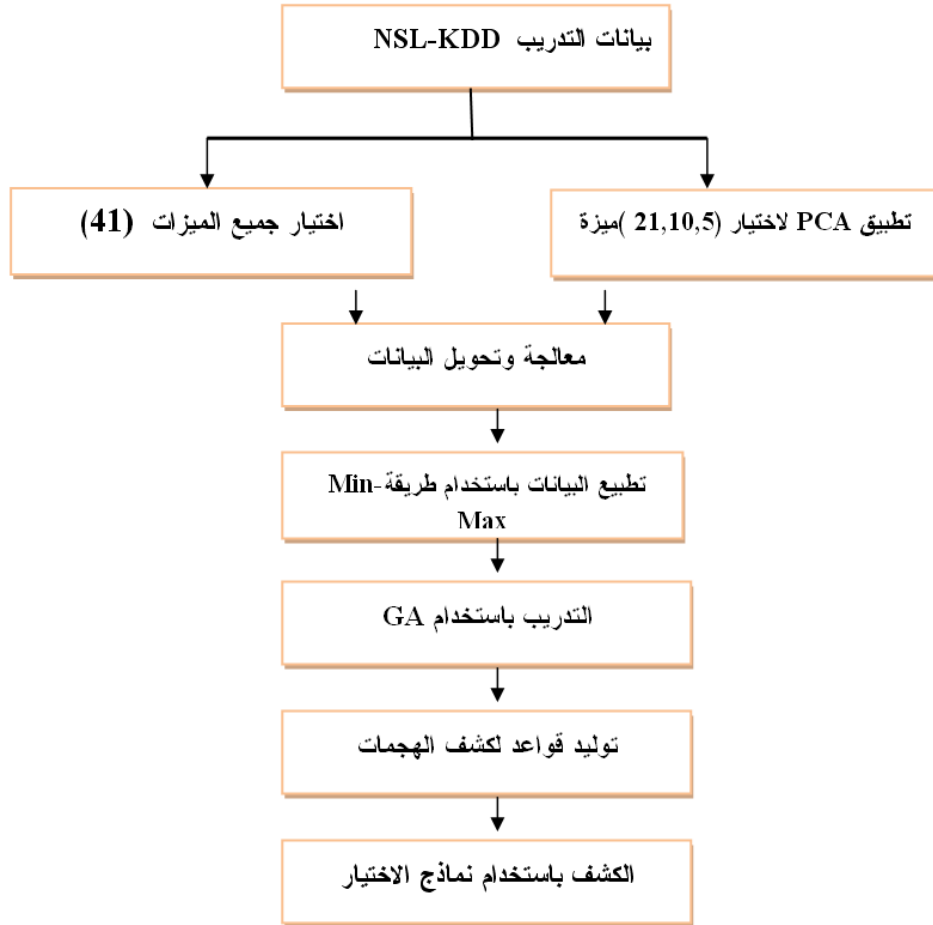 بيانات التدريب NSL-KDD
اختيار جميع الميزات (41)
تطبيق PCA لاختيار (21,10,5 )ميزة
معالجة وتحويل البيانات
تطبيع البيانات باستخدام طريقة Min-
Max
التدريب باستخدام GA
توليد قواعد لكشف الهجمات
الكشف باستخدام نماذج الاختيار